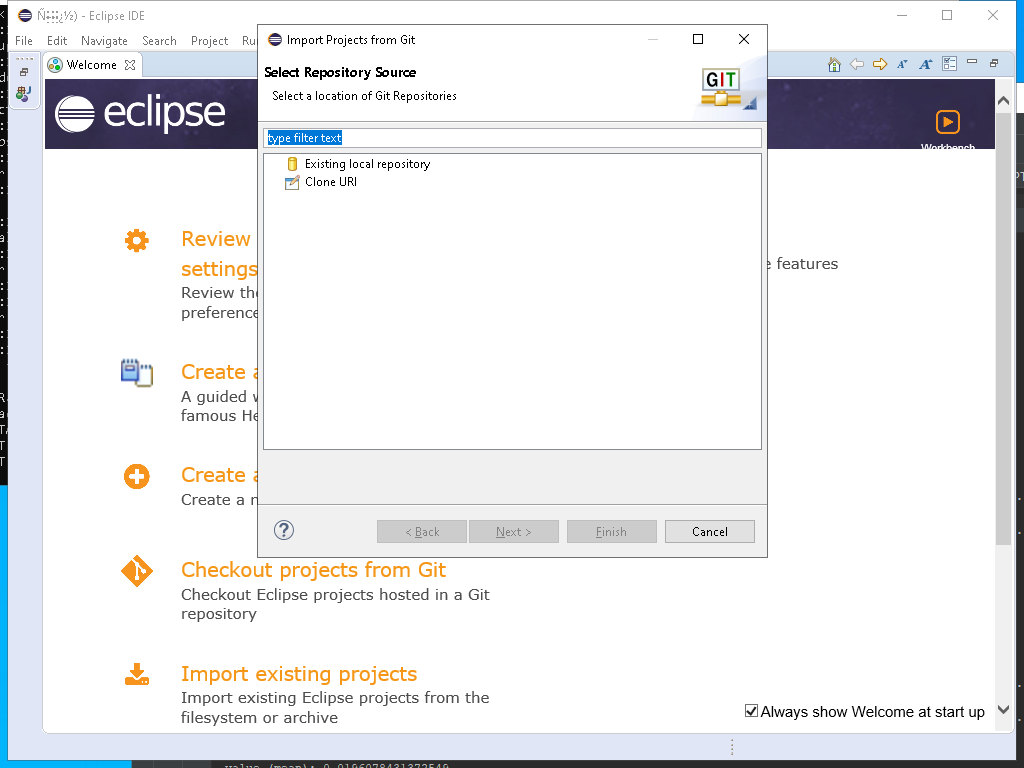 - Eclipse IDE
File Edit Navigate Search Project
Welcome
eclipse
Workbench
Import Projects from Git
Select Repository Source
Select a location of Git Repositories
GIT
type filter text
Existing local repository
Clone URI
?
< Back Next > Finish Cancel
Review
settings
Review the
preference
features
Create
A guided
famous He
Create
Create a
Checkout projects from Git
Checkout Eclipse projects hosted in a Git
repository
Import existing projects
Import existing Eclipse projects from the
filesystem or archive
Always show Welcome at start up